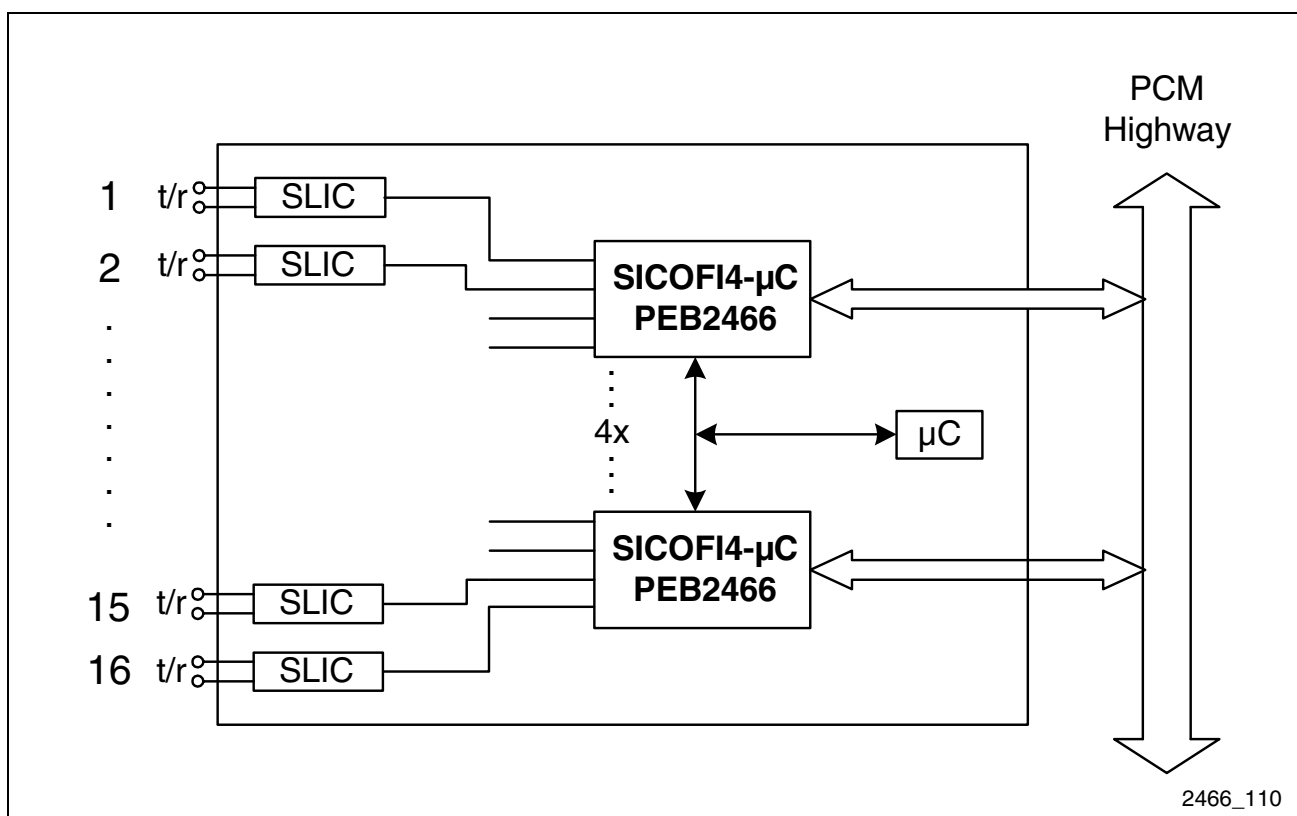 PCM
Highway
1 t/r SLIC
2 t/r SLIC
SICOFI4-µC
PEB2466
4x
µC
SICOFI4-µC
PEB2466
15 t/r SLIC
16 t/r SLIC
2466_110